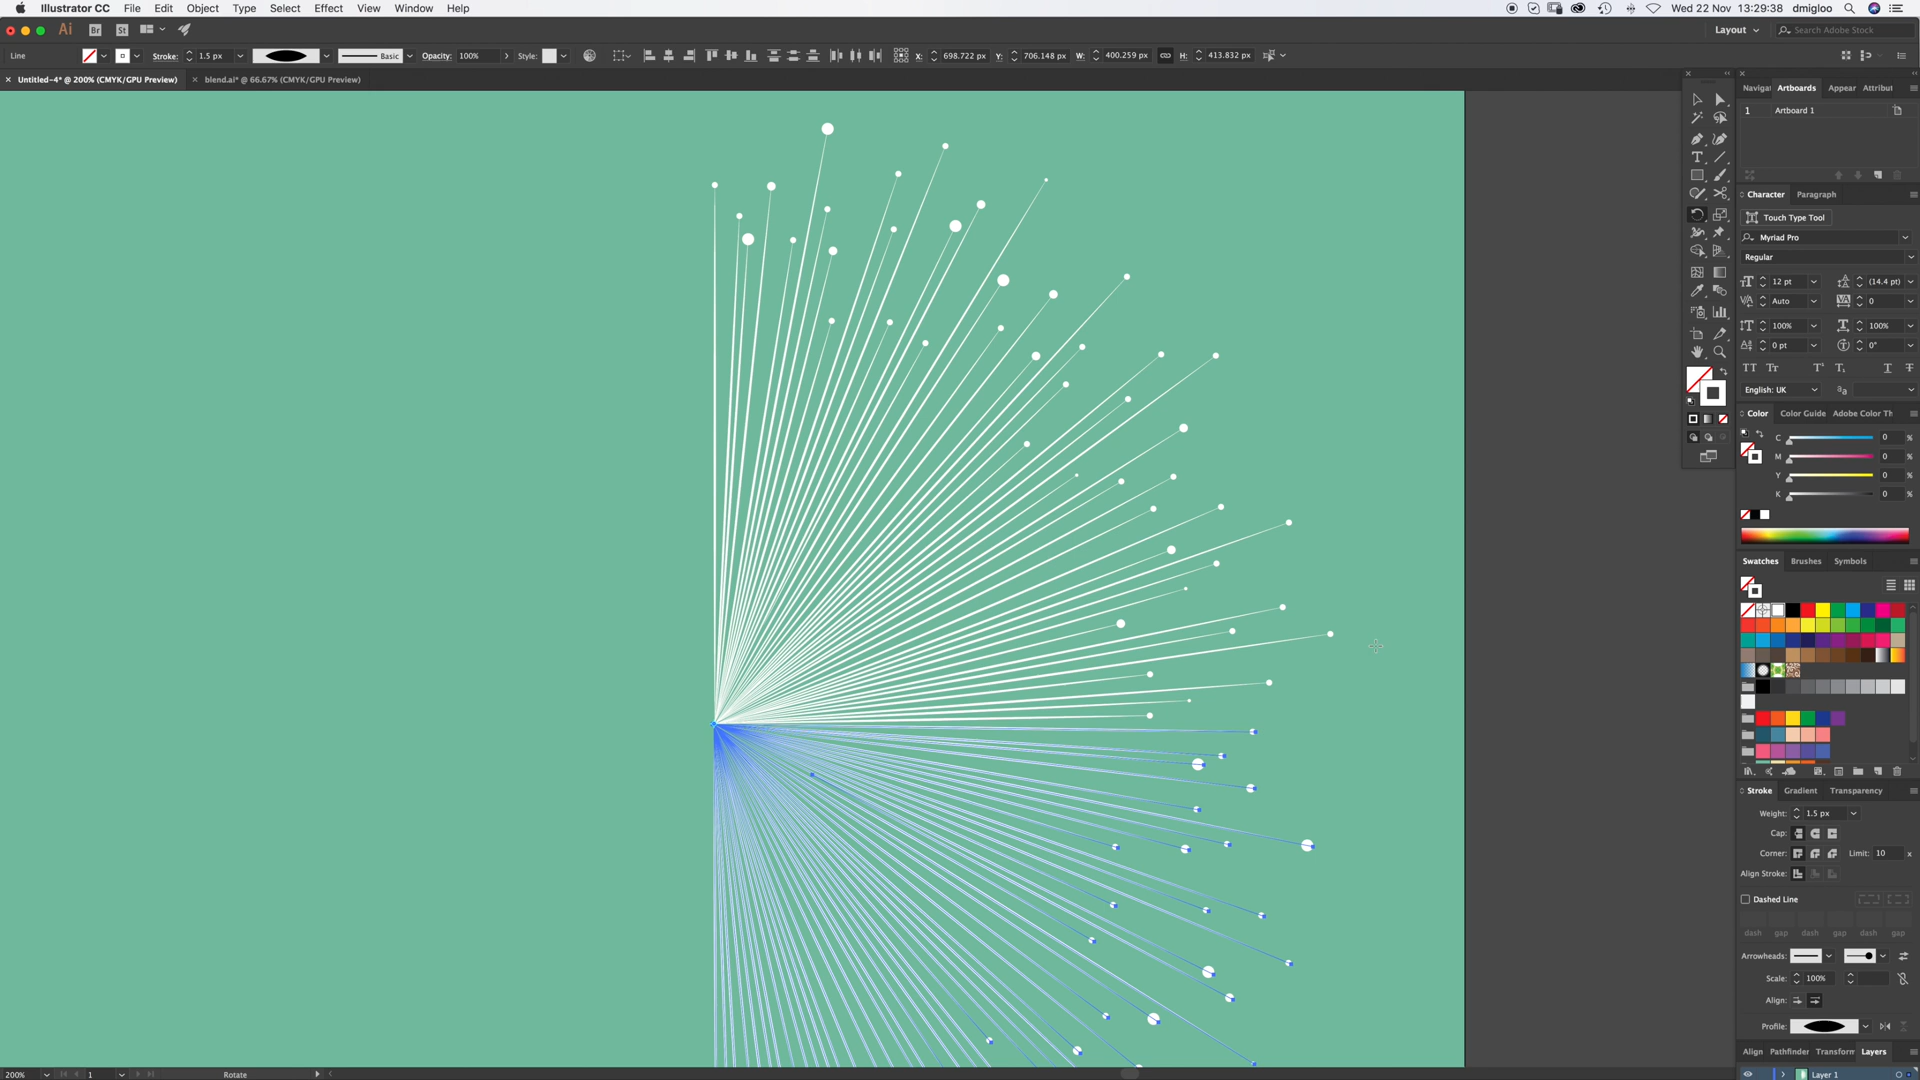 Illustrator CC File Edit Object Type Select Effect View Window Help
Wed 22 Nov 13:29:38 dmigloo
Ai Br St
Layout
Search Adobe Stock
Line
Stroke: 1.5 px
Basic
Opacity: 100%
Style:
X: 698.722 px
Y: 706.148 px
W: 400.259 px
H: 413.832 px
× Untitled-4* @ 200% (CMYK/GPU Preview)
× blend.ai* @ 66.67% (CMYK/GPU Preview)
Navigat Artboards Appear Attribut
1 Artboard 1
Character Paragraph
Touch Type Tool
Myriad Pro
Regular
12 pt (14.4 pt)
Auto 0
100% 100%
0 pt 0°
English: UK
Color Color Guide Adobe Color Th
C 0 %
M 0 %
Y 0 %
K 0 %
Swatches Brushes Symbols
Stroke Gradient Transparency
Weight: 1.5 px
Cap:
Corner: Limit: 10 x
Align Stroke:
Dashed Line
dash gap dash gap dash gap
Arrowheads:
Scale: 100%
Align:
Profile:
Align Pathfinder Transform Layers
Layer 1
200% 1 Rotate